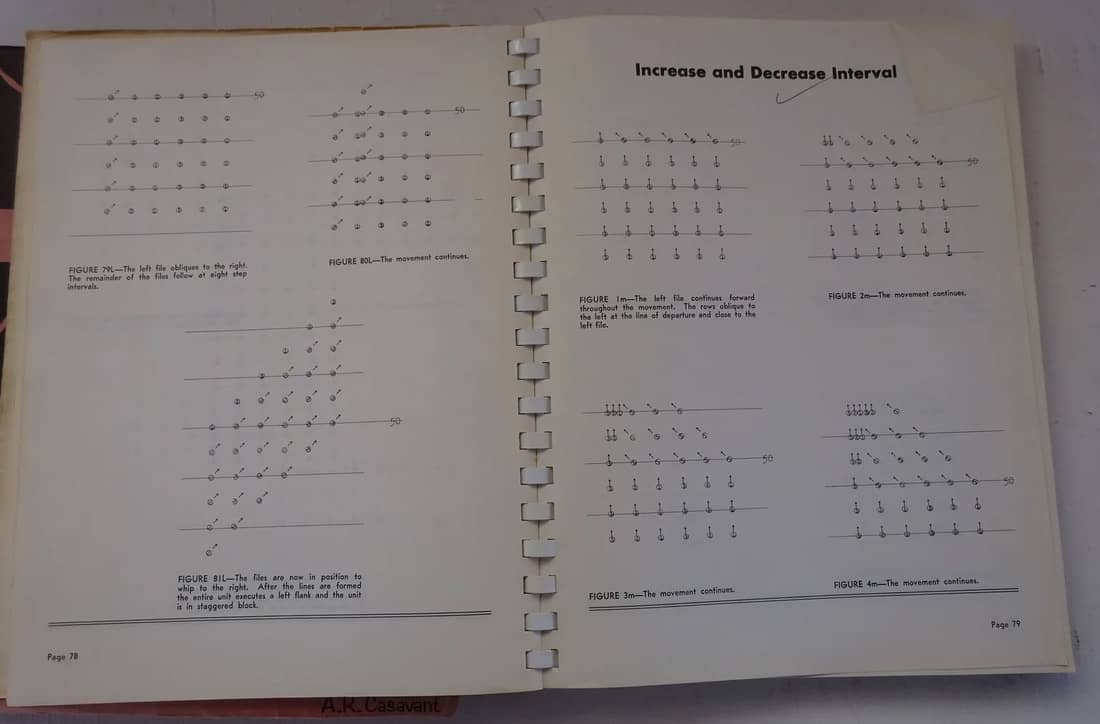 50
50
FIGURE 79L—The left file obliques to the right.
The remainder of the files follow at eight step
intervals.
FIGURE 80L—The movement continues.
50
FIGURE 81L—The files are now in position to
whip to the right. After the lines are formed
the entire unit executes a left flank and the unit
is in staggered block.
Page 78
Increase and Decrease Interval
50
50
FIGURE 1m—The left file continues forward
throughout the movement. The rows oblique to
the left at the line of departure and close to the
left file.
FIGURE 2m—The movement continues.
50
50
FIGURE 3m—The movement continues.
FIGURE 4m—The movement continues.
Page 79
A.R. Casavant